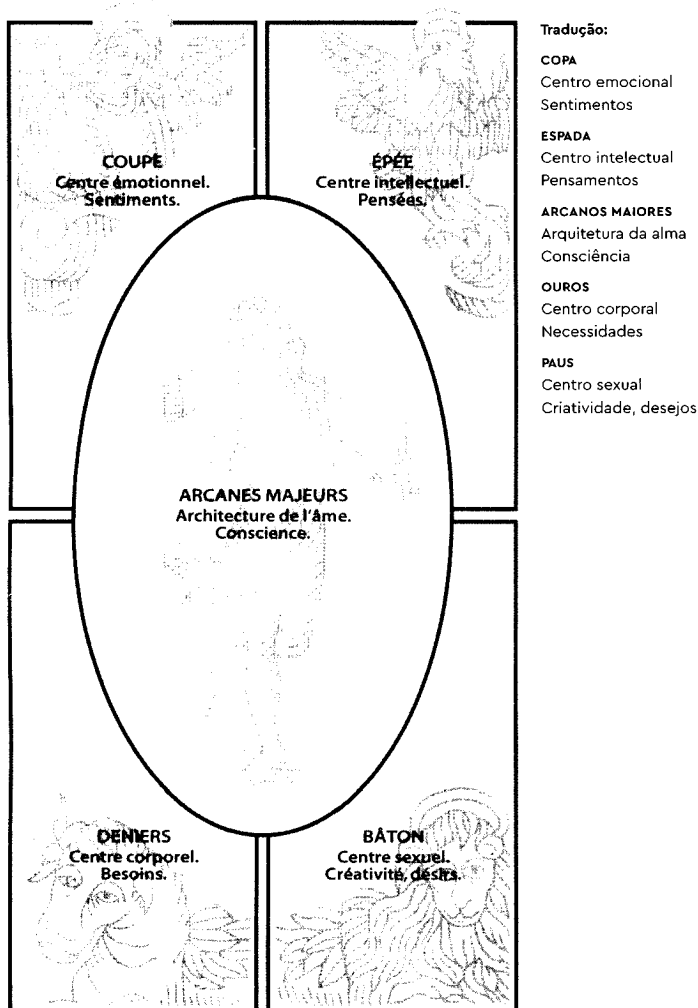 COUPE
Centre émotionnel.
Sentiments.
ÉPÉE
Centre intellectuel.
Pensées.
ARCANES MAJEURS
Architecture de l'âme.
Conscience.
DENIERS
Centre corporel.
Besoins.
BÂTON
Centre sexuel.
Créativité, désirs.
Tradução:
COPA
Centro emocional
Sentimentos
ESPADA
Centro intelectual
Pensamentos
ARCANOS MAIORES
Arquitetura da alma
Consciência
OUROS
Centro corporal
Necessidades
PAUS
Centro sexual
Criatividade, desejos